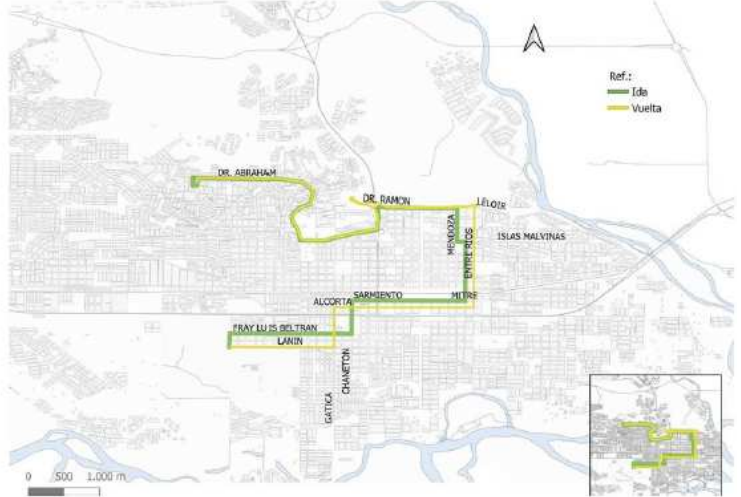 Ref.:
Ida
Vuelta
DR. ABRAHAM
DR. RAMON
LELOIR
MENDOZA
ENTRE RIOS
ISLAS MALVINAS
SARMIENTO
MITRE
ALCORTA
FRAY LUIS BELTRAN
LANIN
CHANETON
GATICA
0 500 1.000 m